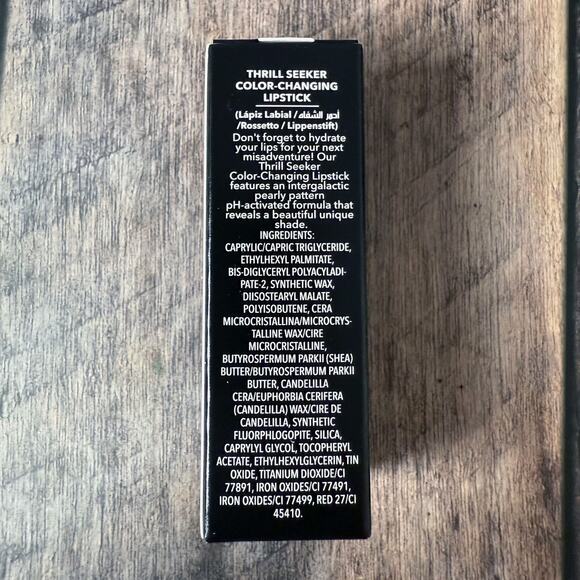 THRILL SEEKER
COLOR-CHANGING
LIPSTICK
(Lápiz Labial / أحمر الشفاه
/Rossetto / Lippenstift)
Don't forget to hydrate
your lips for your next
misadventure! Our
Thrill Seeker
Color-Changing Lipstick
features an intergalactic
pearly pattern
pH-activated formula that
reveals a beautiful unique
shade.
INGREDIENTS:
CAPRYLIC/CAPRIC TRIGLYCERIDE,
ETHYLHEXYL PALMITATE,
BIS-DIGLYCERYL POLYACYLADI-
PATE-2, SYNTHETIC WAX,
DIISOSTEARYL MALATE,
POLYISOBUTENE, CERA
MICROCRISTALLINA/MICROCRYS-
TALLINE WAX/CIRE
MICROCRISTALLINE,
BUTYROSPERMUM PARKII (SHEA)
BUTTER/BUTYROSPERMUM PARKII
BUTTER, CANDELILLA
CERA/EUPHORBIA CERIFERA
(CANDELILLA) WAX/CIRE DE
CANDELILLA, SYNTHETIC
FLUORPHLOGOPITE, SILICA,
CAPRYLYL GLYCOL, TOCOPHERYL
ACETATE, ETHYLHEXYLGLYCERIN, TIN
OXIDE, TITANIUM DIOXIDE/CI
77891, IRON OXIDES/CI 77491,
IRON OXIDES/CI 77499, RED 27/CI
45410.